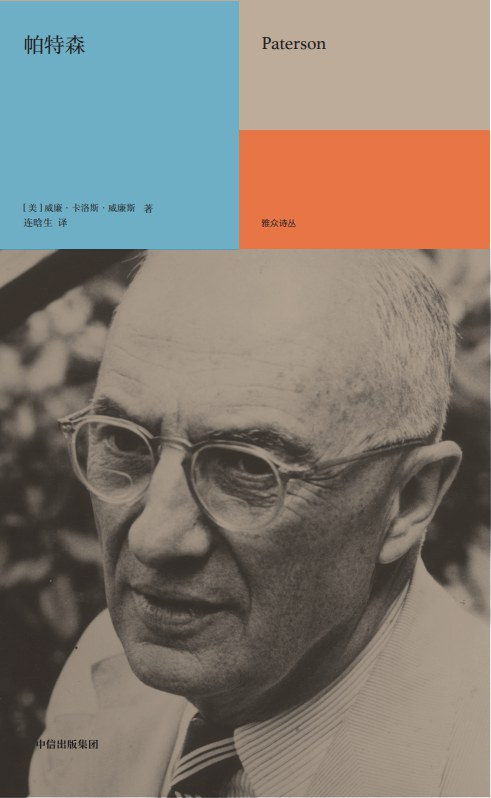 帕特森
Paterson
[美]威廉·卡洛斯·威廉斯 著
连晗生 译
雅众诗丛
中信出版集团